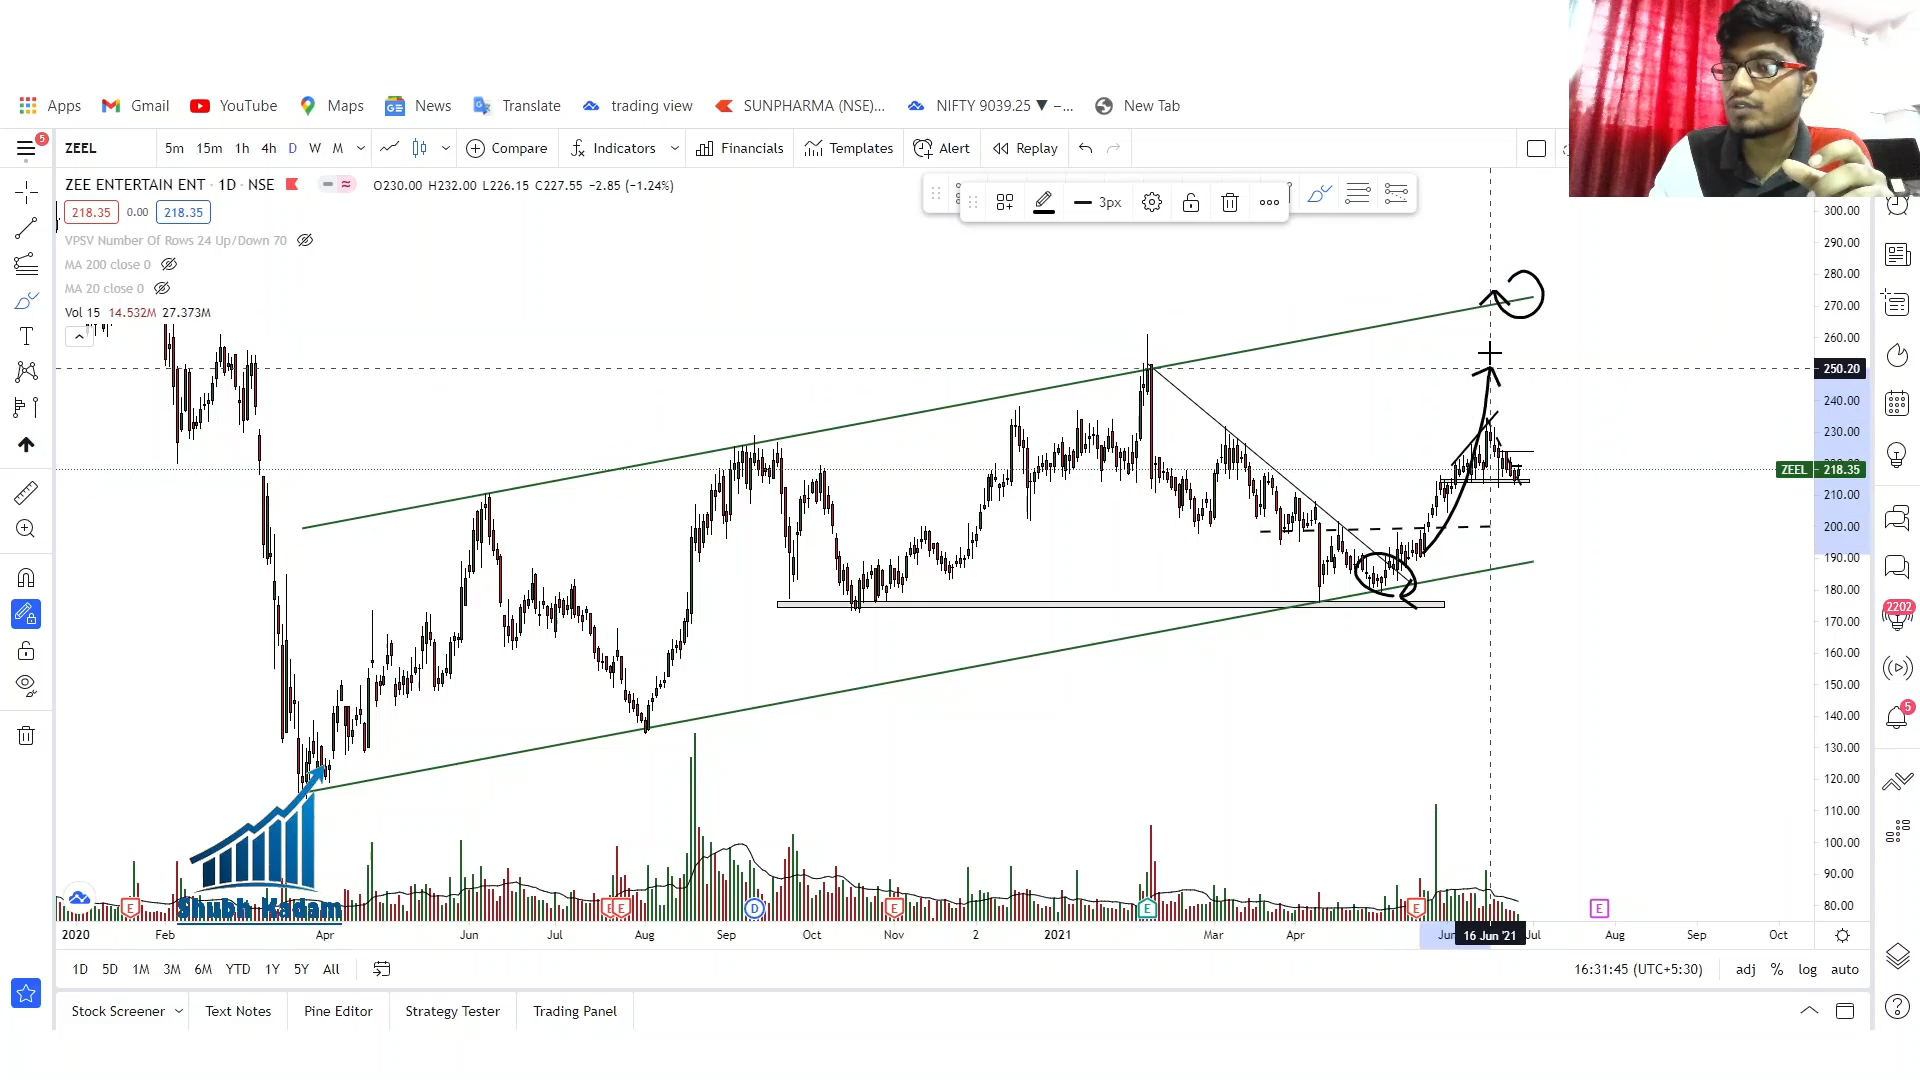 Apps Gmail YouTube Maps News Translate trading view SUNPHARMA (NSE)... NIFTY 9039.25 ▼ –... New Tab
5
ZEEL 5m 15m 1h 4h D W M Compare Indicators Financials Templates Alert Replay
ZEE ENTERTAIN ENT · 1D · NSE O230.00 H232.00 L226.15 C227.55 −2.85 (−1.24%)
218.35 0.00 218.35
3px
VPSV Number Of Rows 24 Up/Down 70
MA 200 close 0
MA 20 close 0
Vol 15 14.532M 27.373M
300.00
290.00
280.00
270.00
260.00
250.20
240.00
230.00
ZEEL 218.35
210.00
200.00
190.00
180.00
170.00
160.00
150.00
140.00
130.00
120.00
110.00
100.00
90.00
80.00
2202
5
Shubh Kadam
E E E D E E E E
2020 Feb Apr Jun Jul Aug Sep Oct Nov 2 2021 Mar Apr 16 Jun '21 Jul Aug Sep Oct
1D 5D 1M 3M 6M YTD 1Y 5Y All 16:31:45 (UTC+5:30) adj % log auto
Stock Screener Text Notes Pine Editor Strategy Tester Trading Panel